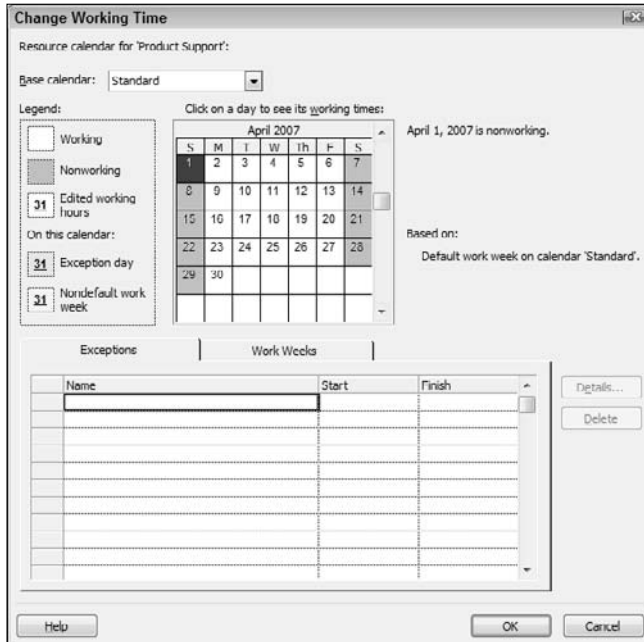 Change Working Time
Resource calendar for 'Product Support':
Base calendar: Standard
Legend:
Working
Nonworking
31 Edited working hours
On this calendar:
31 Exception day
31 Nondefault work week
Click on a day to see its working times:
April 2007
S M T W Th F S
1 2 3 4 5 6 7
8 9 10 11 12 13 14
15 16 17 18 19 20 21
22 23 24 25 26 27 28
29 30
April 1, 2007 is nonworking.
Based on:
Default work week on calendar 'Standard'.
Exceptions Work Weeks
Name Start Finish
Details...
Delete
Help OK Cancel